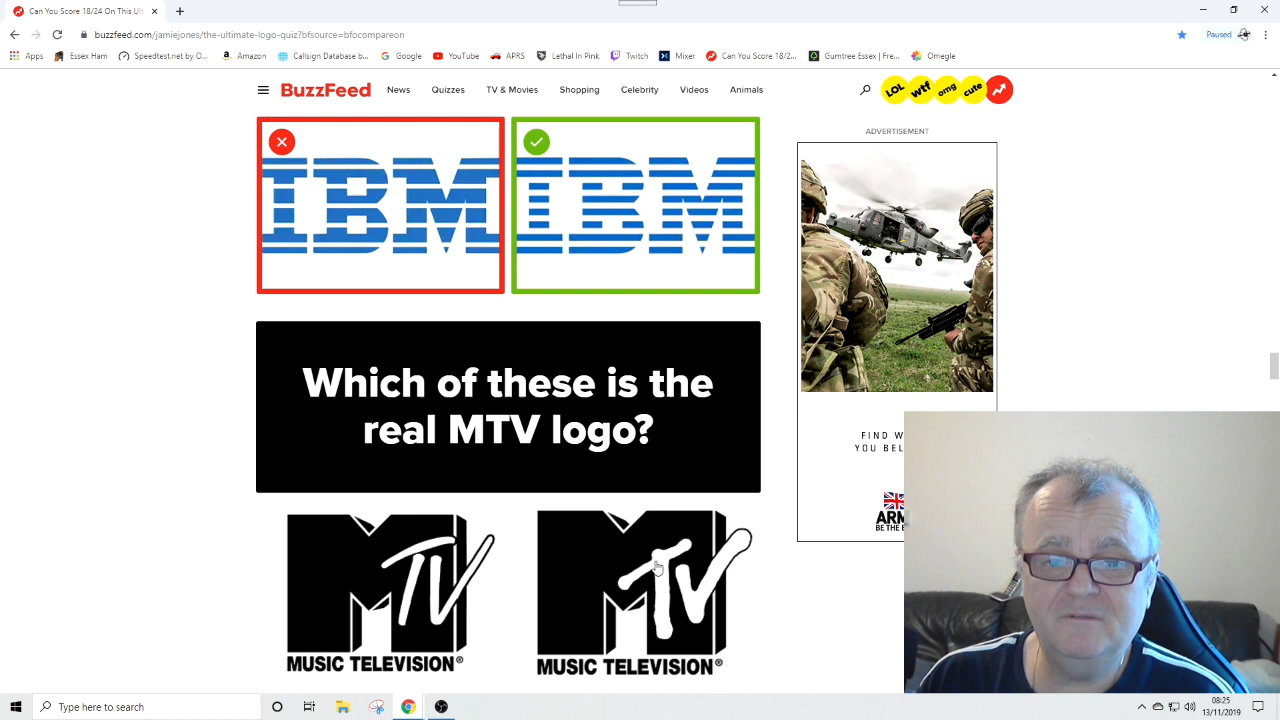 Can You Score 18/24 On This Ul
buzzfeed.com/jamiejones/the-ultimate-logo-quiz?bfsource=bfocompareon
Paused
Apps
Essex Ham
Speedtest.net by O...
Amazon
Callsign Database b...
Google
YouTube
APRS
Lethal In Pink
Twitch
Mixer
Can You Score 18/2...
Gumtree Essex | Fre...
Omegle
BuzzFeed
News
Quizzes
TV & Movies
Shopping
Celebrity
Videos
Animals
LOL
wtf
omg
cute
ADVERTISEMENT
IBM
IBM
Which of these is the
real MTV logo?
FIND W
YOU BEL
ARM
BE THE B
MTV
MUSIC TELEVISION®
MTV
MUSIC TELEVISION®
Type here to search
08:25
13/11/2019